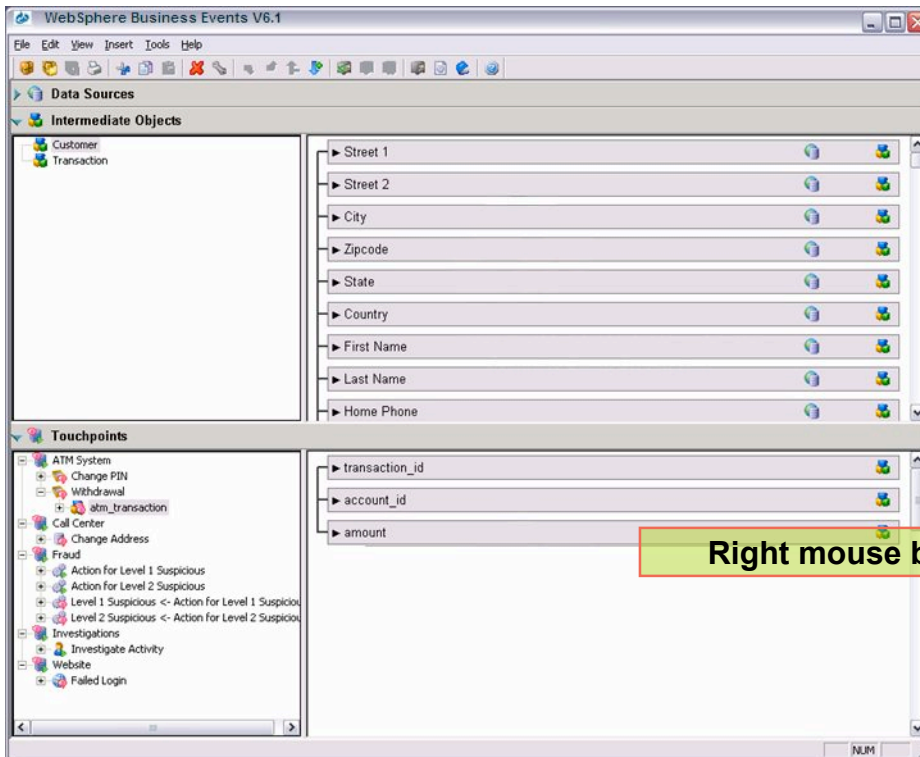 WebSphere Business Events V6.1
File Edit View Insert Tools Help
Data Sources
Intermediate Objects
Customer
Transaction
Street 1
Street 2
City
Zipcode
State
Country
First Name
Last Name
Home Phone
Touchpoints
ATM System
Change PIN
Withdrawal
atm_transaction
Call Center
Change Address
Fraud
Action for Level 1 Suspicious
Action for Level 2 Suspicious
Level 1 Suspicious <- Action for Level 1 Suspiciou
Level 2 Suspicious <- Action for Level 2 Suspiciou
Investigations
Investigate Activity
Website
Failed Login
transaction_id
account_id
amount
Right mouse b
NUM